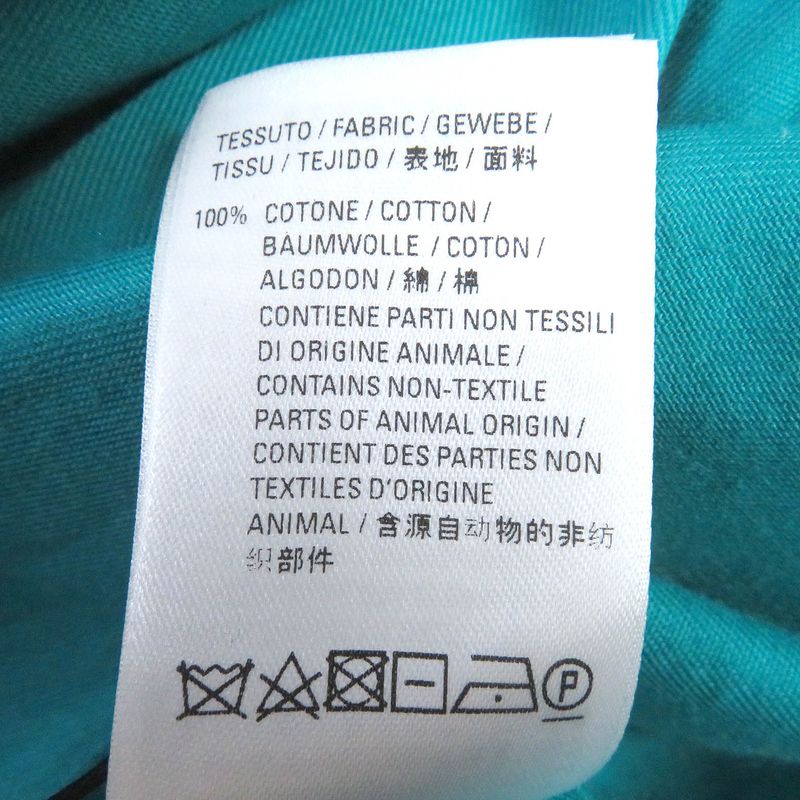 TESSUTO / FABRIC / GEWEBE /
TISSU / TEJIDO / 表地 / 面料
100% COTONE / COTTON /
BAUMWOLLE / COTON /
ALGODON / 綿 / 棉
CONTIENE PARTI NON TESSILI
DI ORIGINE ANIMALE /
CONTAINS NON-TEXTILE
PARTS OF ANIMAL ORIGIN /
CONTIENT DES PARTIES NON
TEXTILES D'ORIGINE
ANIMAL / 含源自动物的非纺
织部件
P